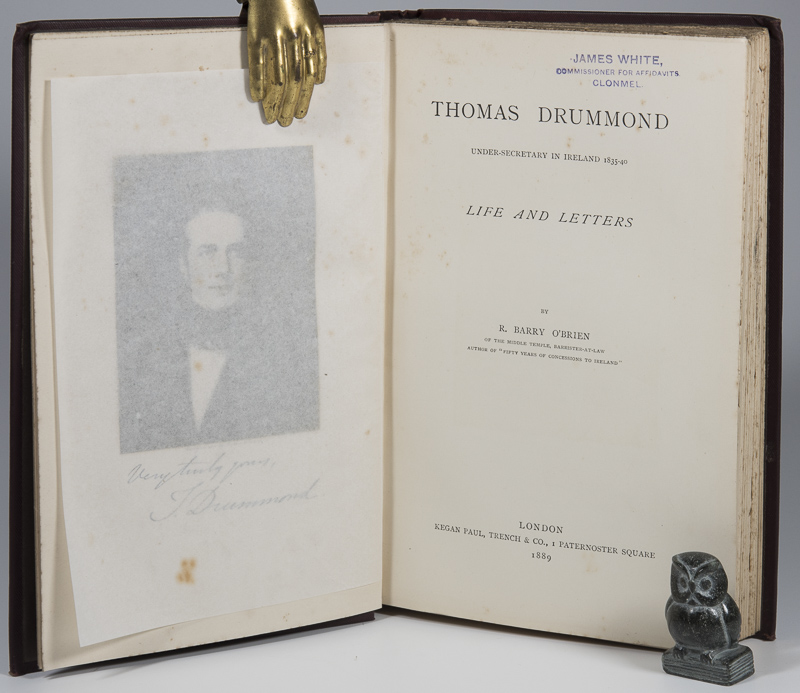 Very truly yours,
T. Drummond
·JAMES WHITE,
COMMISSIONER FOR AFFIDAVITS.
CLONMEL.
THOMAS DRUMMOND
UNDER-SECRETARY IN IRELAND 1835-40
LIFE AND LETTERS
BY
R. BARRY O'BRIEN
OF THE MIDDLE TEMPLE, BARRISTER-AT-LAW
AUTHOR OF "FIFTY YEARS OF CONCESSIONS TO IRELAND"
LONDON
KEGAN PAUL, TRENCH & CO., 1 PATERNOSTER SQUARE
1889